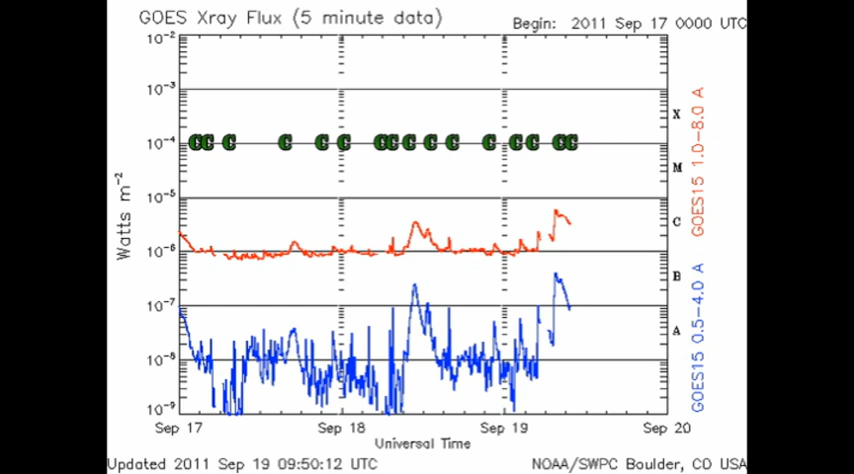 GOES Xray Flux (5 minute data)
Begin: 2011 Sep 17 0000 UTC
10-2
10-3
10-4
10-5
10-6
10-7
10-8
10-9
Watts m-2
C C C C C C C C C C C C C C C C
X
M
C
B
A
GOES15 1.0-8.0 A
GOES15 0.5-4.0 A
Sep 17 Sep 18 Sep 19 Sep 20
Universal Time
Updated 2011 Sep 19 09:50:12 UTC
NOAA/SWPC Boulder, CO USA